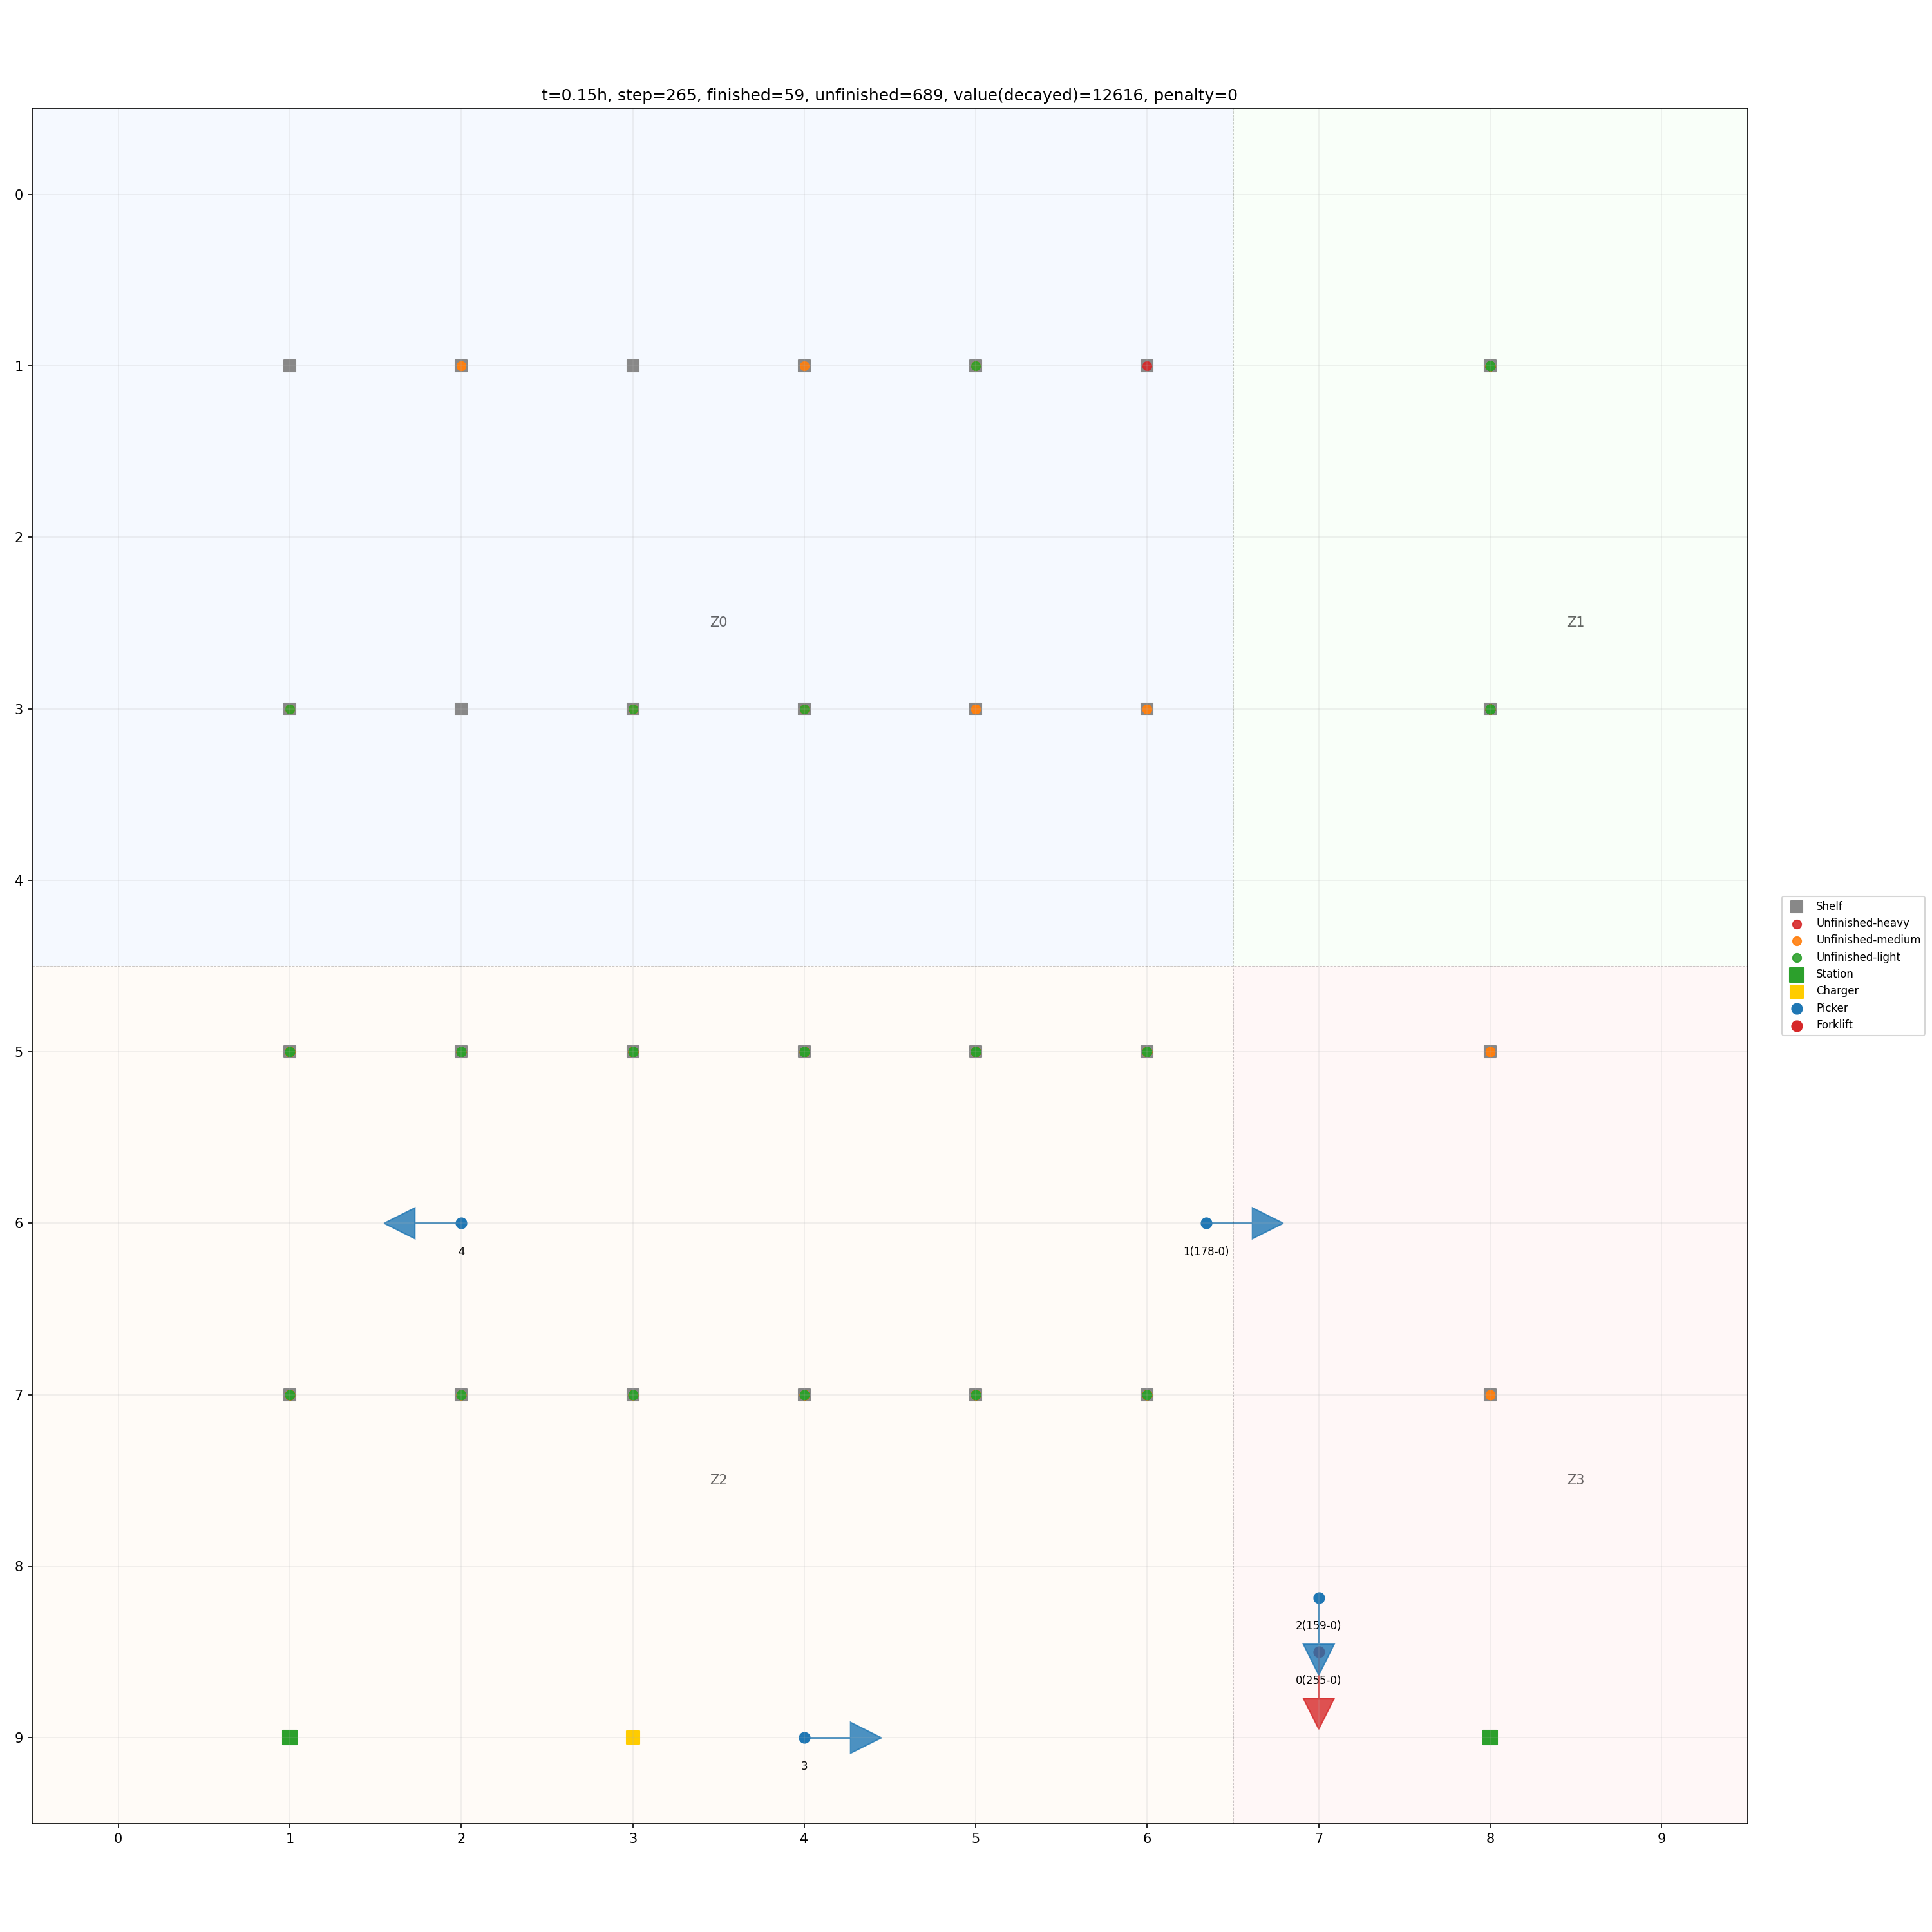 t=0.15h, step=265, finished=59, unfinished=689, value(decayed)=12616, penalty=0
0
1
2
Z0
Z1
3
4
Shelf
Unfinished-heavy
Unfinished-medium
Unfinished-light
Station
Charger
Picker
Forklift
5
6
4
1(178-0)
7
Z2
Z3
8
2(159-0)
0(255-0)
9
3
0 1 2 3 4 5 6 7 8 9